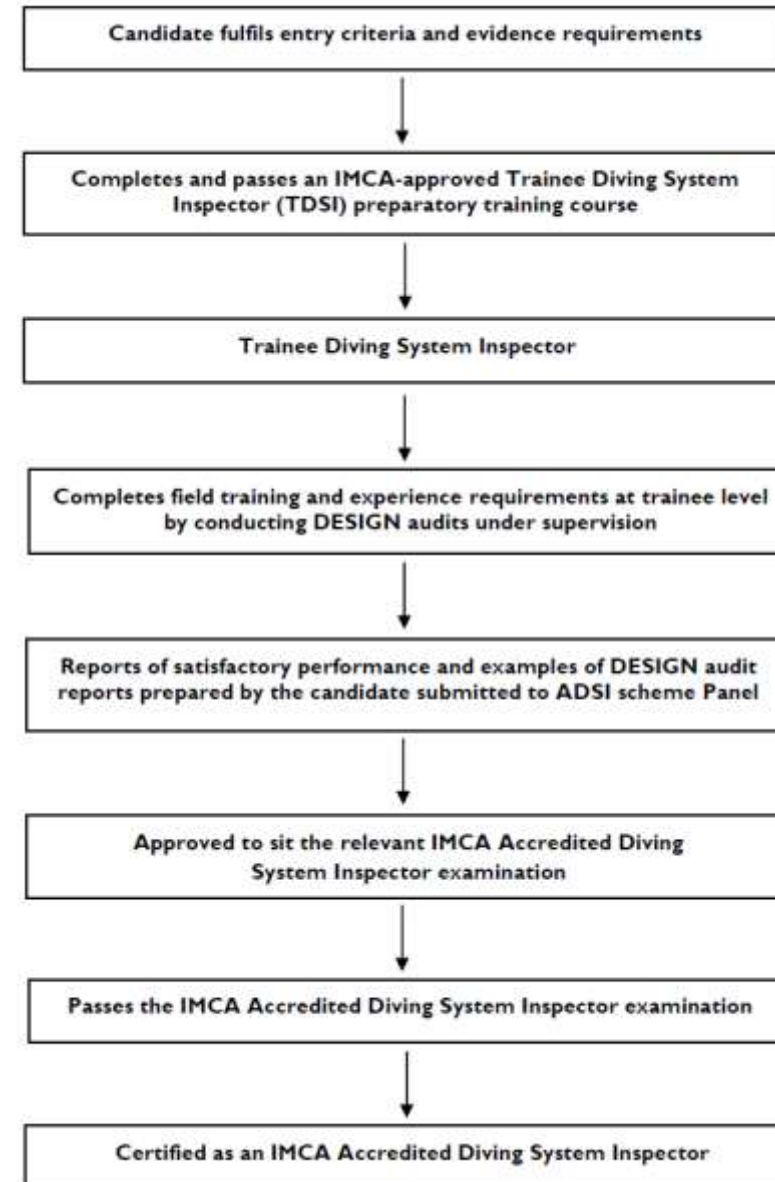 Candidate fulfils entry criteria and evidence requirements
Completes and passes an IMCA-approved Trainee Diving System
Inspector (TDSI) preparatory training course
Trainee Diving System Inspector
Completes field training and experience requirements at trainee level
by conducting DESIGN audits under supervision
Reports of satisfactory performance and examples of DESIGN audit
reports prepared by the candidate submitted to ADSI scheme Panel
Approved to sit the relevant IMCA Accredited Diving
System Inspector examination
Passes the IMCA Accredited Diving System Inspector examination
Certified as an IMCA Accredited Diving System Inspector